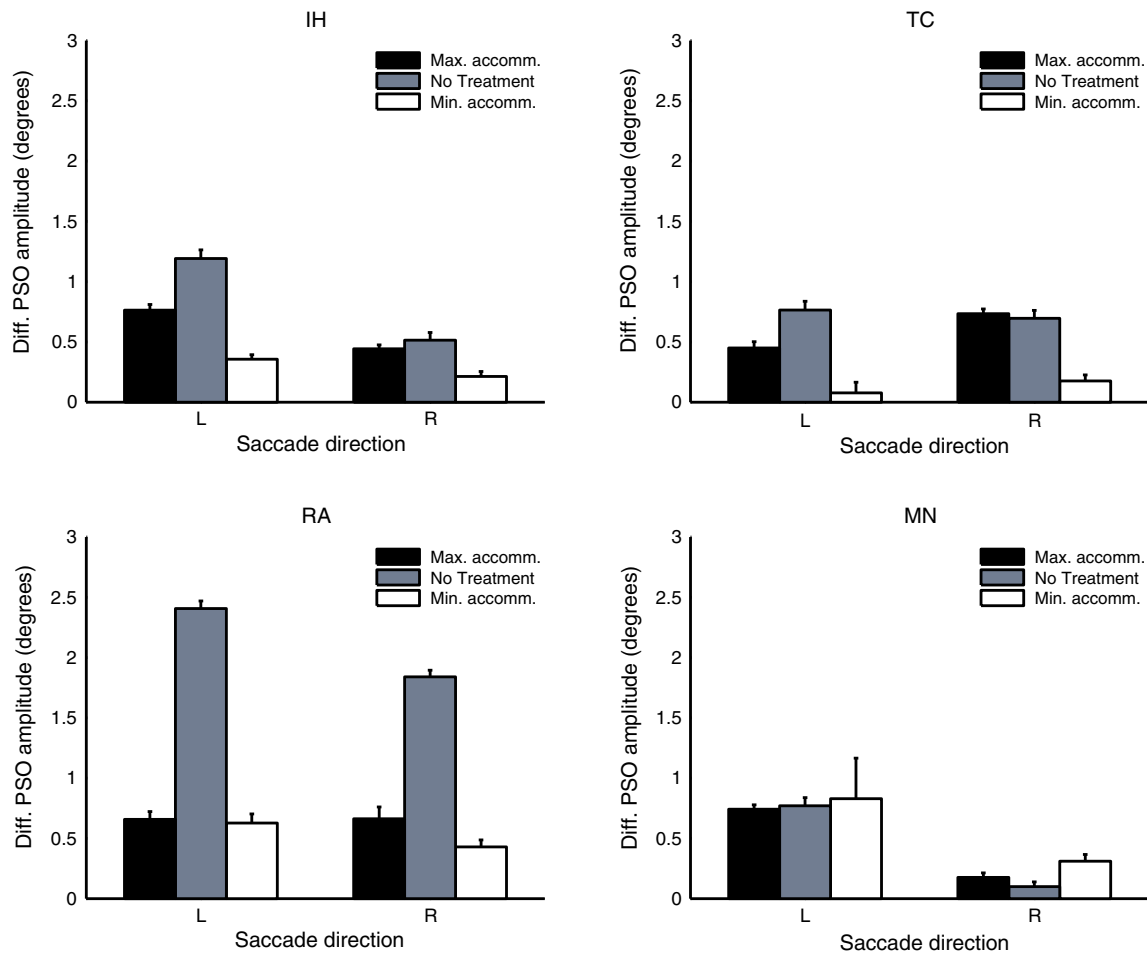 IH
3
2.5
2
1.5
1
0.5
0
Diff. PSO amplitude (degrees)
Max. accomm.
No Treatment
Min. accomm.
L R
Saccade direction
TC
3
2.5
2
1.5
1
0.5
0
Diff. PSO amplitude (degrees)
Max. accomm.
No Treatment
Min. accomm.
L R
Saccade direction
RA
3
2.5
2
1.5
1
0.5
0
Diff. PSO amplitude (degrees)
Max. accomm.
No Treatment
Min. accomm.
L R
Saccade direction
MN
3
2.5
2
1.5
1
0.5
0
Diff. PSO amplitude (degrees)
Max. accomm.
No Treatment
Min. accomm.
L R
Saccade direction